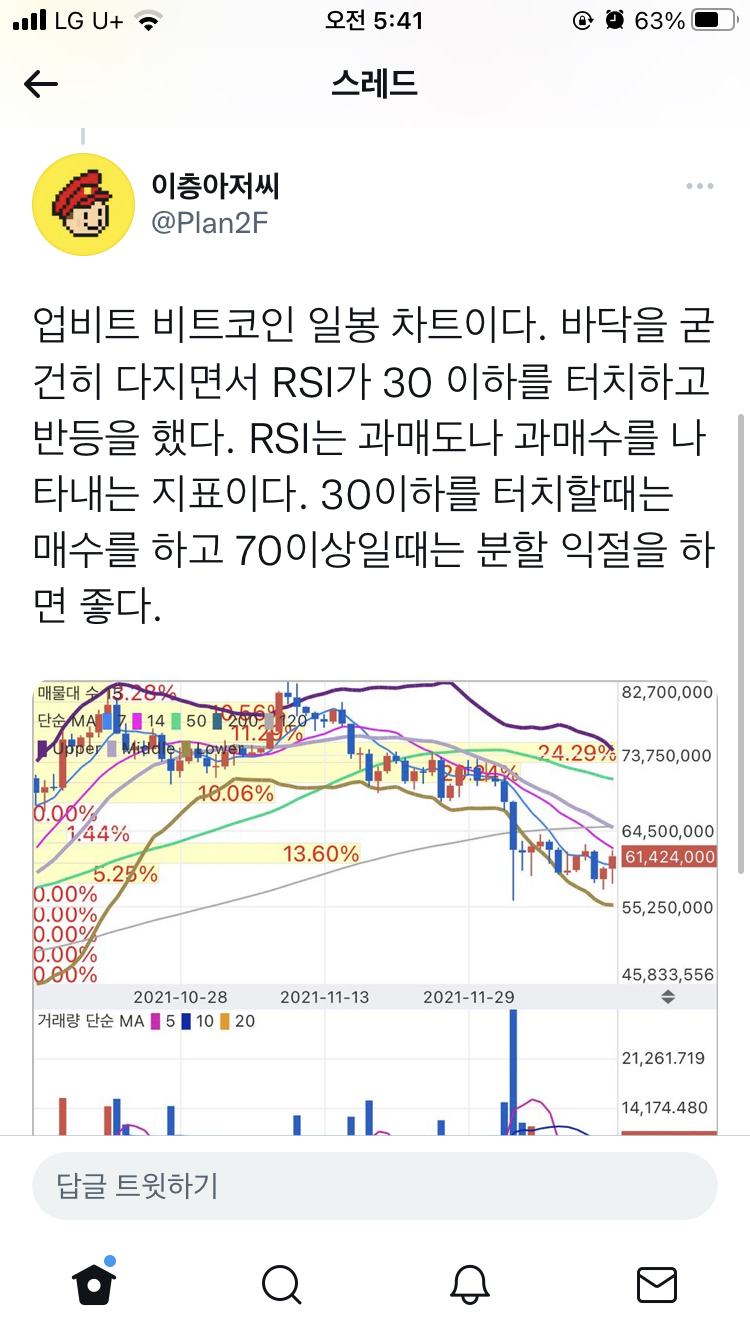 LG U+ 오전 5:41 63%
스레드
이층아저씨
@Plan2F
업비트 비트코인 일봉 차트이다. 바닥을 굳
건히 다지면서 RSI가 30 이하를 터치하고
반등을 했다. RSI는 과매도나 과매수를 나
타내는 지표이다. 30이하를 터치할때는
매수를 하고 70이상일때는 분할 익절을 하
면 좋다.
매물대 수 15
13.28%
82,700,000
단순 MA 7 14 50 200 120
10.56%
11.29%
Upper Middle Lower
24.29%
73,750,000
10.06%
0.00%
1.44%
64,500,000
13.60%
61,424,000
5.25%
0.00%
0.00%
55,250,000
0.00%
0.00%
0.00%
45,833,556
2021-10-28 2021-11-13 2021-11-29
거래량 단순 MA 5 10 20
21,261.719
14,174.480
답글 트윗하기